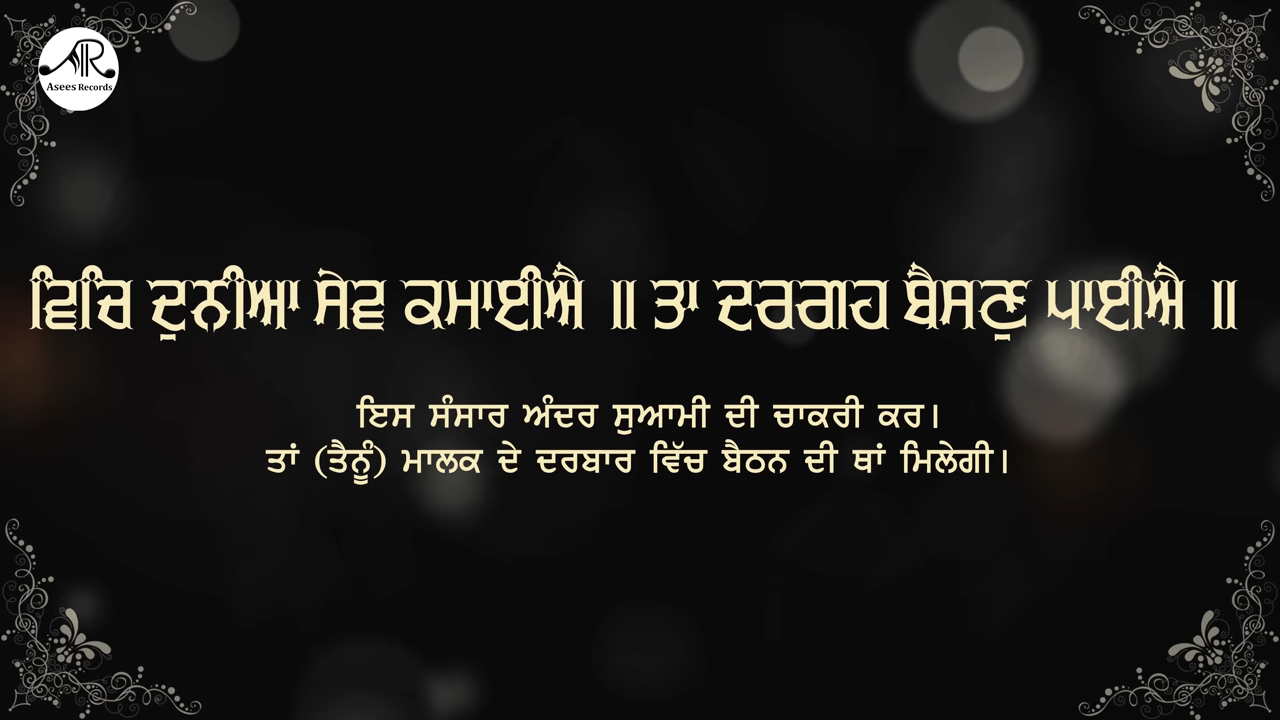 Asees Records
ਵਿਚਿ ਦੁਨੀਆ ਸੇਵ ਕਮਾਈਐ ॥ ਤਾ ਦਰਗਹ ਬੈਸਣੁ ਪਾਈਐ ॥
ਇਸ ਸੰਸਾਰ ਅੰਦਰ ਸੁਆਮੀ ਦੀ ਚਾਕਰੀ ਕਰ।
ਤਾਂ (ਤੈਨੂੰ) ਮਾਲਕ ਦੇ ਦਰਬਾਰ ਵਿੱਚ ਬੈਠਨ ਦੀ ਥਾਂ ਮਿਲੇਗੀ।